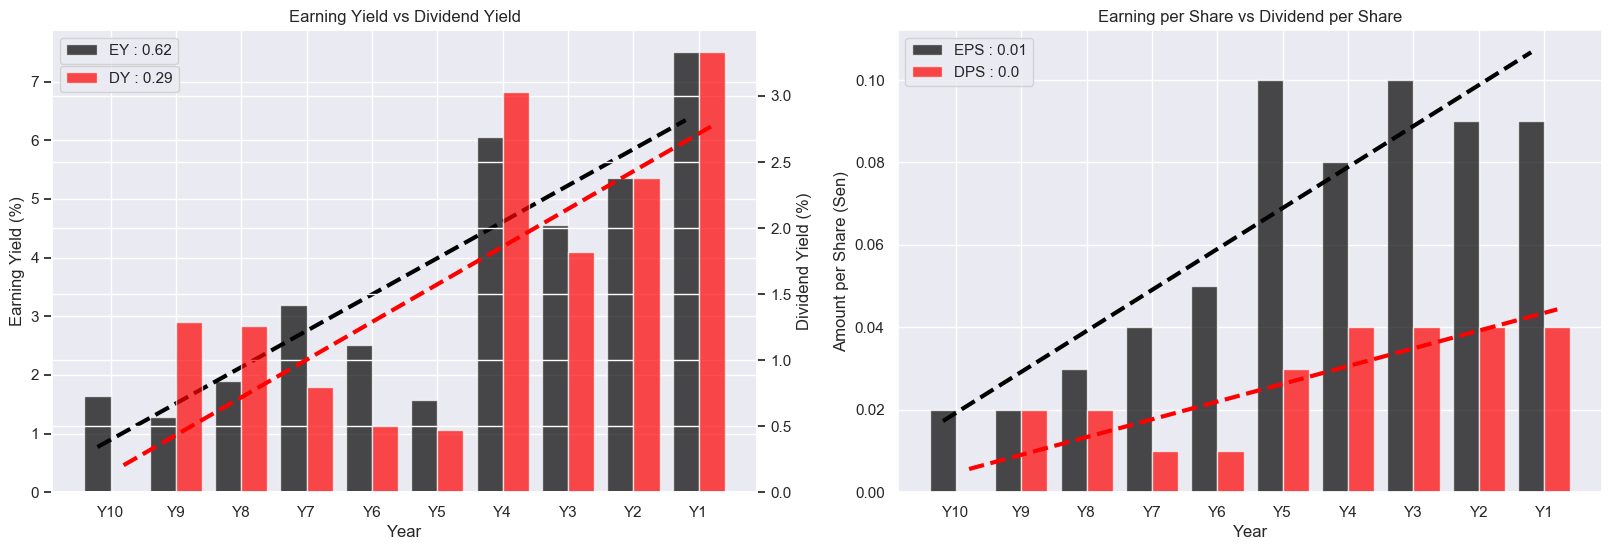 Earning Yield vs Dividend Yield
EY : 0.62
DY : 0.29
Earning Yield (%)
7
6
5
4
3
2
1
0
3.0
2.5
2.0
1.5
1.0
0.5
0.0
Dividend Yield (%)
Y10 Y9 Y8 Y7 Y6 Y5 Y4 Y3 Y2 Y1
Year
Earning per Share vs Dividend per Share
EPS : 0.01
DPS : 0.0
Amount per Share (Sen)
0.10
0.08
0.06
0.04
0.02
0.00
Y10 Y9 Y8 Y7 Y6 Y5 Y4 Y3 Y2 Y1
Year